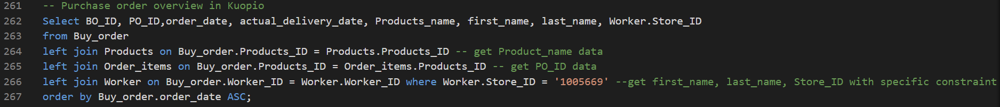 261 -- Purchase order overview in Kuopio
262 Select BO_ID, PO_ID,order_date, actual_delivery_date, Products_name, first_name, last_name, Worker.Store_ID
263 from Buy_order
264 left join Products on Buy_order.Products_ID = Products.Products_ID -- get Product_name data
265 left join Order_items on Buy_order.Products_ID = Order_items.Products_ID -- get PO_ID data
266 left join Worker on Buy_order.Worker_ID = Worker.Worker_ID where Worker.Store_ID = '1005669' --get first_name, last_name, Store_ID with specific constraint
267 order by Buy_order.order_date ASC;